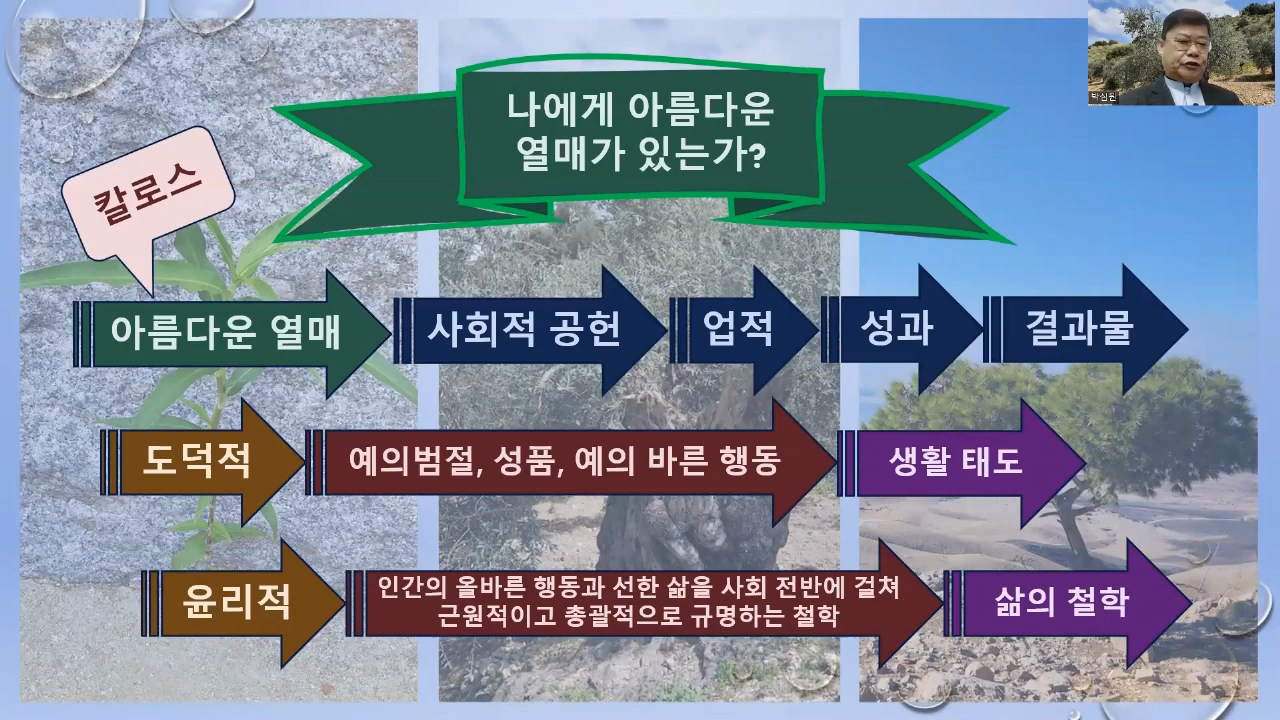 나에게 아름다운
열매가 있는가?
칼로스
아름다운 열매
사회적 공헌
업적
성과
결과물
도덕적
예의범절, 성품, 예의 바른 행동
생활 태도
윤리적
인간의 올바른 행동과 선한 삶을 사회 전반에 걸쳐
근원적이고 총괄적으로 규명하는 철학
삶의 철학